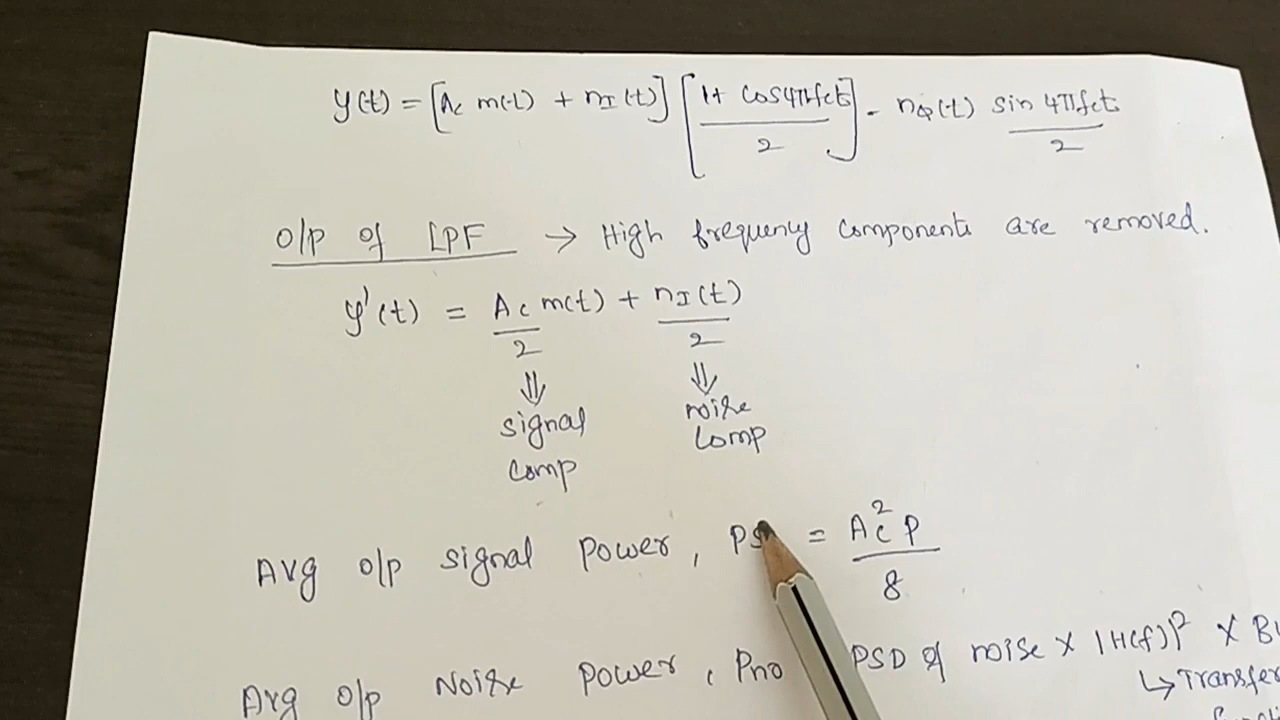 y(t) = [Ac m(t) + nI(t)] [1+ cos4πfct / 2] - nQ(t) sin 4πfct / 2
O/p of LPF → High frequency components are removed.
y'(t) = Ac/2 m(t) + nI(t)/2
⇓ ⇓
signal noise
comp comp
Avg o/p signal power, = Ac² P / 8
Avg o/p Noise power, Pno PSD of noise × |H(f)|² ×
↳ Transfer